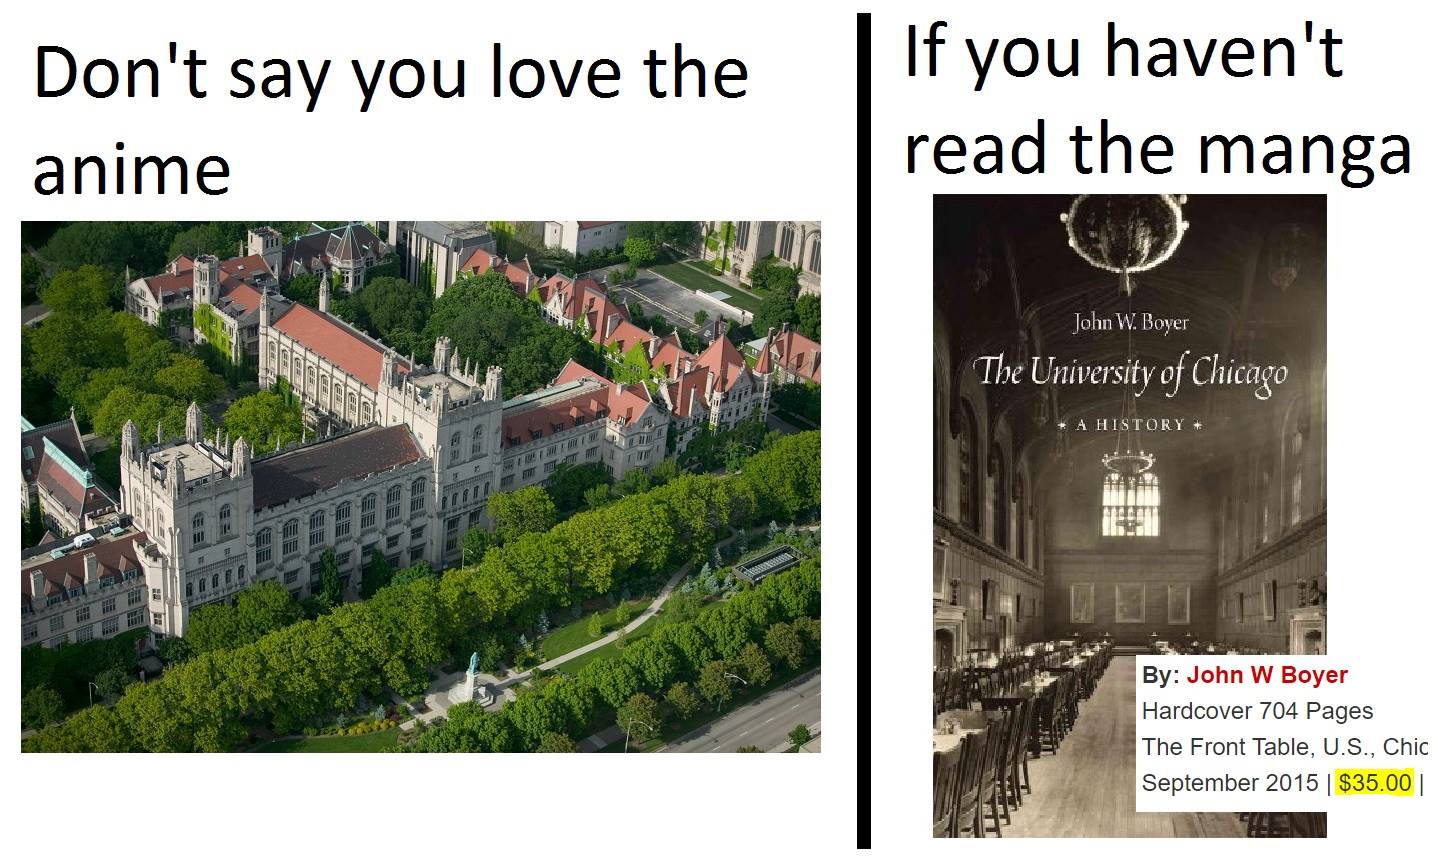 Don't say you love the
anime
If you haven't
read the manga
John W. Boyer
The University of Chicago
* A HISTORY *
By: John W Boyer
Hardcover 704 Pages
The Front Table, U.S., Chic
September 2015 | $35.00 |